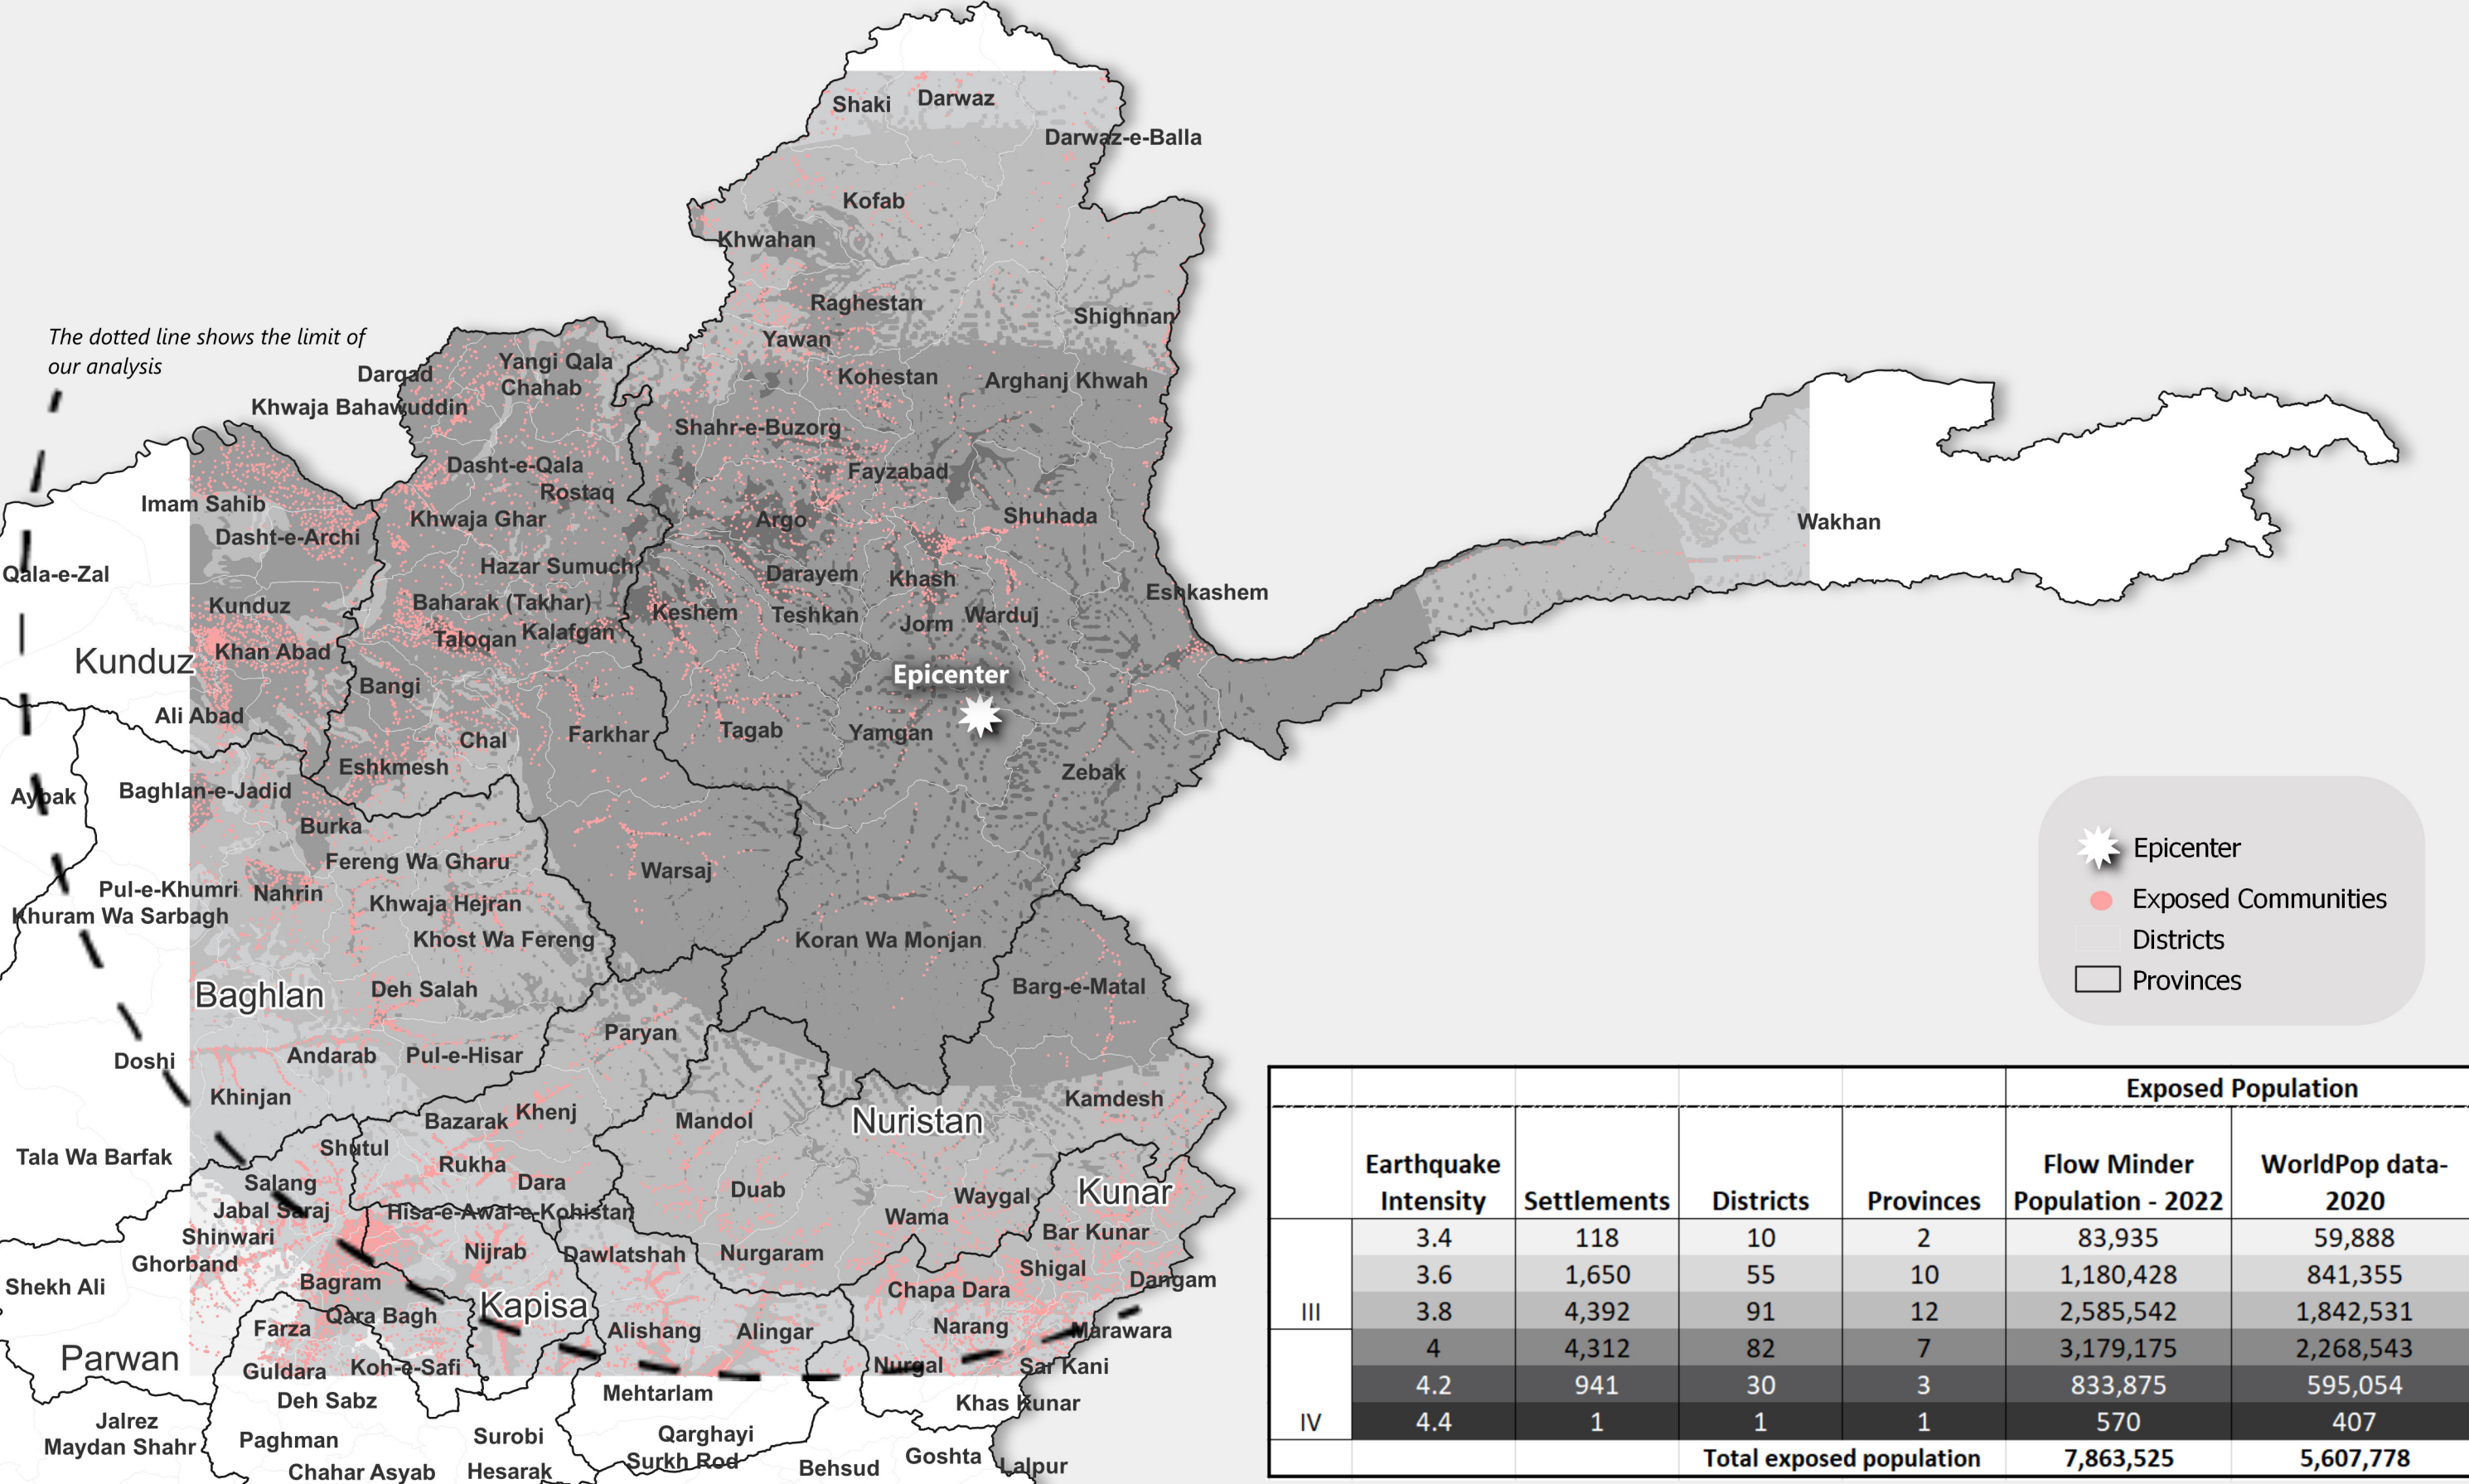 Shaki
Darwaz
Darwaz-e-Balla
Kofab
Khwahan
Raghestan
Shighnan
The dotted line shows the limit of
our analysis
Yawan
Yangi Qala
Darqad
Chahab
Kohestan
Arghanj Khwah
Khwaja Bahawuddin
Shahr-e-Buzorg
Dasht-e-Qala
Fayzabad
Rostaq
Imam Sahib
Khwaja Ghar
Argo
Shuhada
Wakhan
Dasht-e-Archi
Hazar Sumuch
Qala-e-Zal
Darayem
Khash
Eshkashem
Kunduz
Baharak (Takhar)
Keshem
Teshkan
Jorm
Warduj
Taloqan
Kalafgan
Kunduz
Khan Abad
Epicenter
Bangi
Ali Abad
Chal
Farkhar
Tagab
Yamgan
Eshkmesh
Zebak
Aybak
Baghlan-e-Jadid
Burka
Fereng Wa Gharu
Warsaj
Pul-e-Khumri
Nahrin
Khuram Wa Sarbagh
Khwaja Hejran
Khost Wa Fereng
Koran Wa Monjan
Baghlan
Deh Salah
Barg-e-Matal
Paryan
Doshi
Andarab
Pul-e-Hisar
Khinjan
Bazarak
Khenj
Mandol
Nuristan
Kamdesh
Tala Wa Barfak
Shutul
Rukha
Salang
Dara
Duab
Waygal
Kunar
Jabal Saraj
Hisa-e-Awal-e-Kohistan
Wama
Shinwari
Bar Kunar
Ghorband
Nijrab
Dawlatshah
Nurgaram
Shigal
Dangam
Shekh Ali
Bagram
Chapa Dara
Kapisa
Qara Bagh
Farza
Alishang
Alingar
Narang
Marawara
Parwan
Guldara
Koh-e-Safi
Nurgal
Sar Kani
Deh Sabz
Mehtarlam
Khas Kunar
Jalrez
Maydan Shahr
Paghman
Surobi
Qarghayi
Surkh Rod
Goshta
Lalpur
Chahar Asyab
Hesarak
Behsud
Epicenter
Exposed Communities
Districts
Provinces
Exposed Population
Earthquake Intensity Settlements Districts Provinces Flow Minder Population - 2022 WorldPop data-2020
3.4 118 10 2 83,935 59,888
3.6 1,650 55 10 1,180,428 841,355
III 3.8 4,392 91 12 2,585,542 1,842,531
4 4,312 82 7 3,179,175 2,268,543
4.2 941 30 3 833,875 595,054
IV 4.4 1 1 1 570 407
Total exposed population 7,863,525 5,607,778